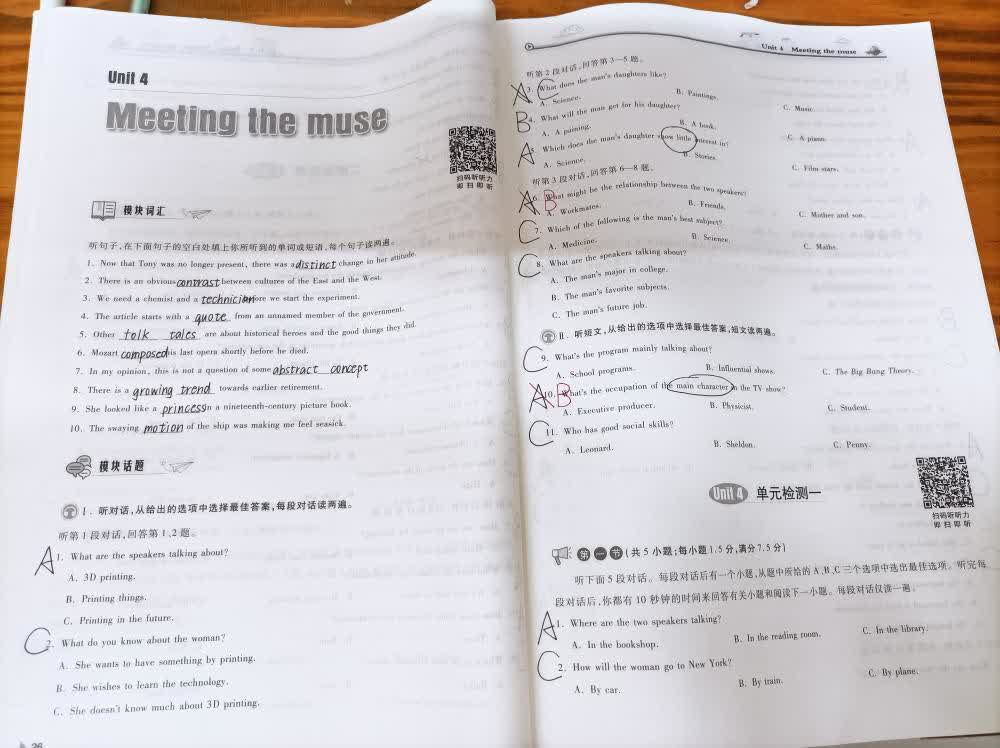 Unit 4
Meeting the muse
扫码听听力
即扫即听
模块词汇
听句子,在下面句子的空白处填上你所听到的单词或短语,每个句子读两遍。
1. Now that Tony was no longer present, there was a distinct change in her attitude.
2. There is an obvious contrast between cultures of the East and the West.
3. We need a chemist and a technician before we start the experiment.
4. The article starts with a quote from an unnamed member of the government.
5. Other folk tales are about historical heroes and the good things they did.
6. Mozart composed his last opera shortly before he died.
7. In my opinion, this is not a question of some abstract concept
8. There is a growing trend towards earlier retirement.
9. She looked like a princess in a nineteenth-century picture book.
10. The swaying motion of the ship was making me feel seasick.
模块话题
Ⅰ. 听对话,从给出的选项中选择最佳答案,每段对话读两遍。
听第1段对话,回答第1、2题。
A 1. What are the speakers talking about?
A. 3D printing.
B. Printing things.
C. Printing in the future.
C 2. What do you know about the woman?
A. She wants to have something by printing.
B. She wishes to learn the technology.
C. She doesn't know much about 3D printing.
26
Unit 4 Meeting the muse
听第2段对话,回答第3~5题。
A C 3. What does the man's daughters like?
A. Science. B. Paintings. C. Music.
B 4. What will the man get for his daughter?
A. A painting. B. A book. C. A piano.
A 5. Which does the man's daughter show little interest in?
A. Science. B. Stories. C. Film stars.
听第3段对话,回答第6~8题。
A B 6. What might be the relationship between the two speakers?
A. Workmates. B. Friends. C. Mother and son.
C 7. Which of the following is the man's best subject?
A. Medicine. B. Science. C. Maths.
C 8. What are the speakers talking about?
A. The man's major in college.
B. The man's favorite subjects.
C. The man's future job.
Ⅱ. 听短文,从给出的选项中选择最佳答案,短文读两遍。
C 9. What's the program mainly talking about?
A. School programs. B. Influential shows. C. The Big Bang Theory.
A B 10. What's the occupation of the main character in the TV show?
A. Executive producer. B. Physicist. C. Student.
C 11. Who has good social skills?
A. Leonard. B. Sheldon. C. Penny.
扫码听听力
即扫即听
Unit 4 单元检测一
第一节 (共5小题;每小题1.5分,满分7.5分)
听下面5段对话。每段对话后有一个小题,从题中所给的A、B、C三个选项中选出最佳选项。听完每
段对话后,你都有10秒钟的时间来回答有关小题和阅读下一小题。每段对话仅读一遍。
A 1. Where are the two speakers talking?
A. In the bookshop. B. In the reading room. C. In the library.
C 2. How will the woman go to New York?
A. By car. B. By train. C. By plane.